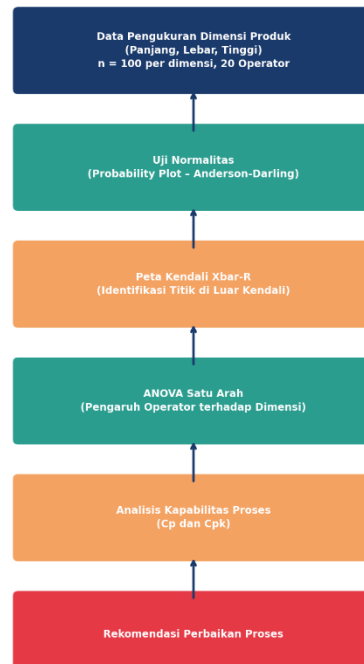 Data Pengukuran Dimensi Produk
(Panjang, Lebar, Tinggi)
n = 100 per dimensi, 20 Operator
Uji Normalitas
(Probability Plot – Anderson-Darling)
Peta Kendali Xbar-R
(Identifikasi Titik di Luar Kendali)
ANOVA Satu Arah
(Pengaruh Operator terhadap Dimensi)
Analisis Kapabilitas Proses
(Cp dan Cpk)
Rekomendasi Perbaikan Proses